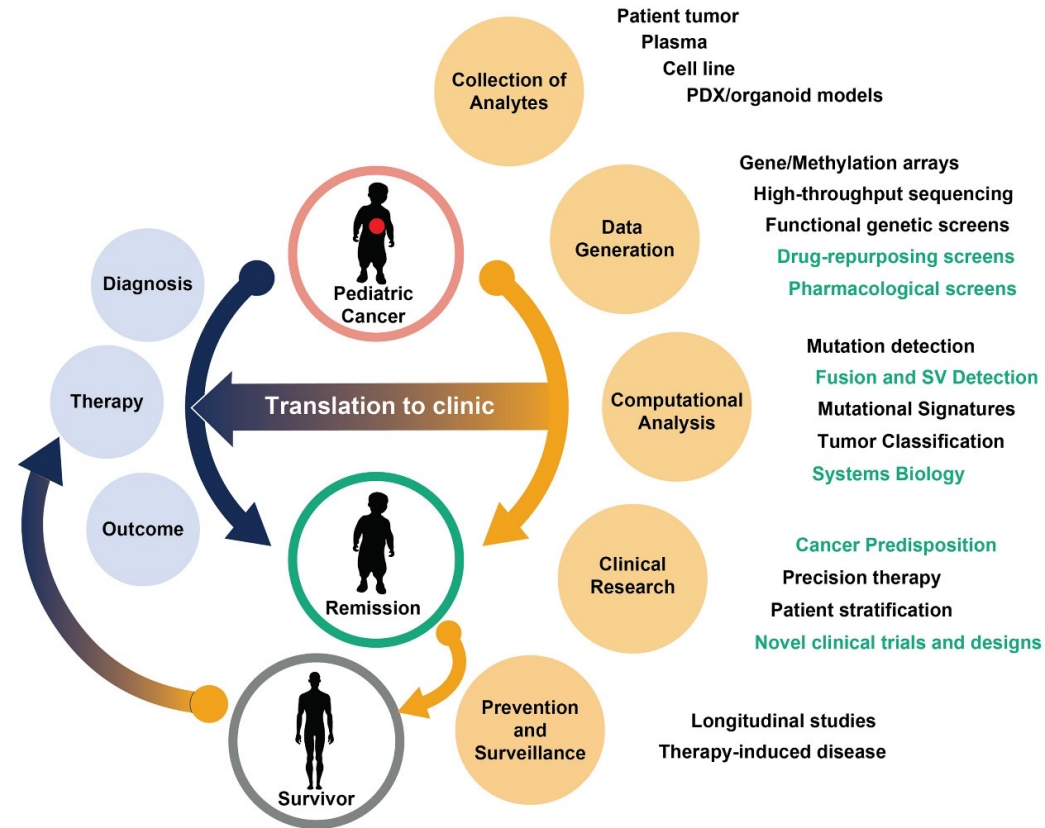 Patient tumor
Plasma
Cell line
PDX/organoid models
Collection of
Analytes
Gene/Methylation arrays
High-throughput sequencing
Functional genetic screens
Drug-repurposing screens
Pharmacological screens
Data
Generation
Pediatric
Cancer
Diagnosis
Mutation detection
Fusion and SV Detection
Mutational Signatures
Tumor Classification
Systems Biology
Computational
Analysis
Translation to clinic
Therapy
Outcome
Remission
Clinical
Research
Cancer Predisposition
Precision therapy
Patient stratification
Novel clinical trials and designs
Prevention
and
Surveillance
Longitudinal studies
Therapy-induced disease
Survivor